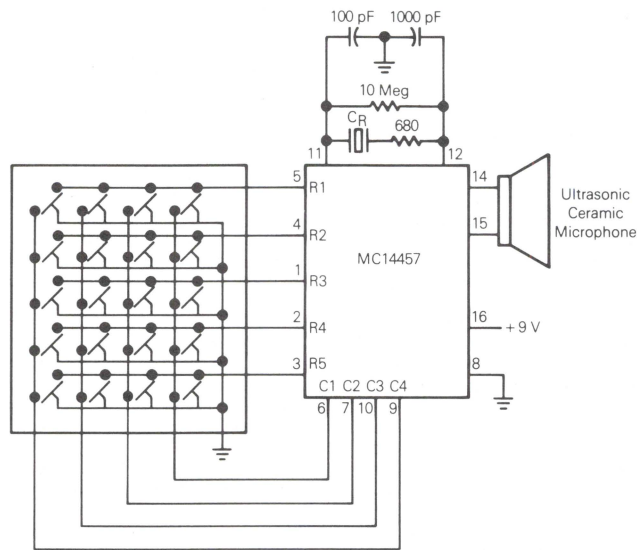 100 pF 1000 pF
10 Meg
CR 680
11 12
5 R1
4 R2
1 R3
2 R4
3 R5
MC14457
14
15
16 +9 V
8
Ultrasonic
Ceramic
Microphone
C1 C2 C3 C4
6 7 10 9